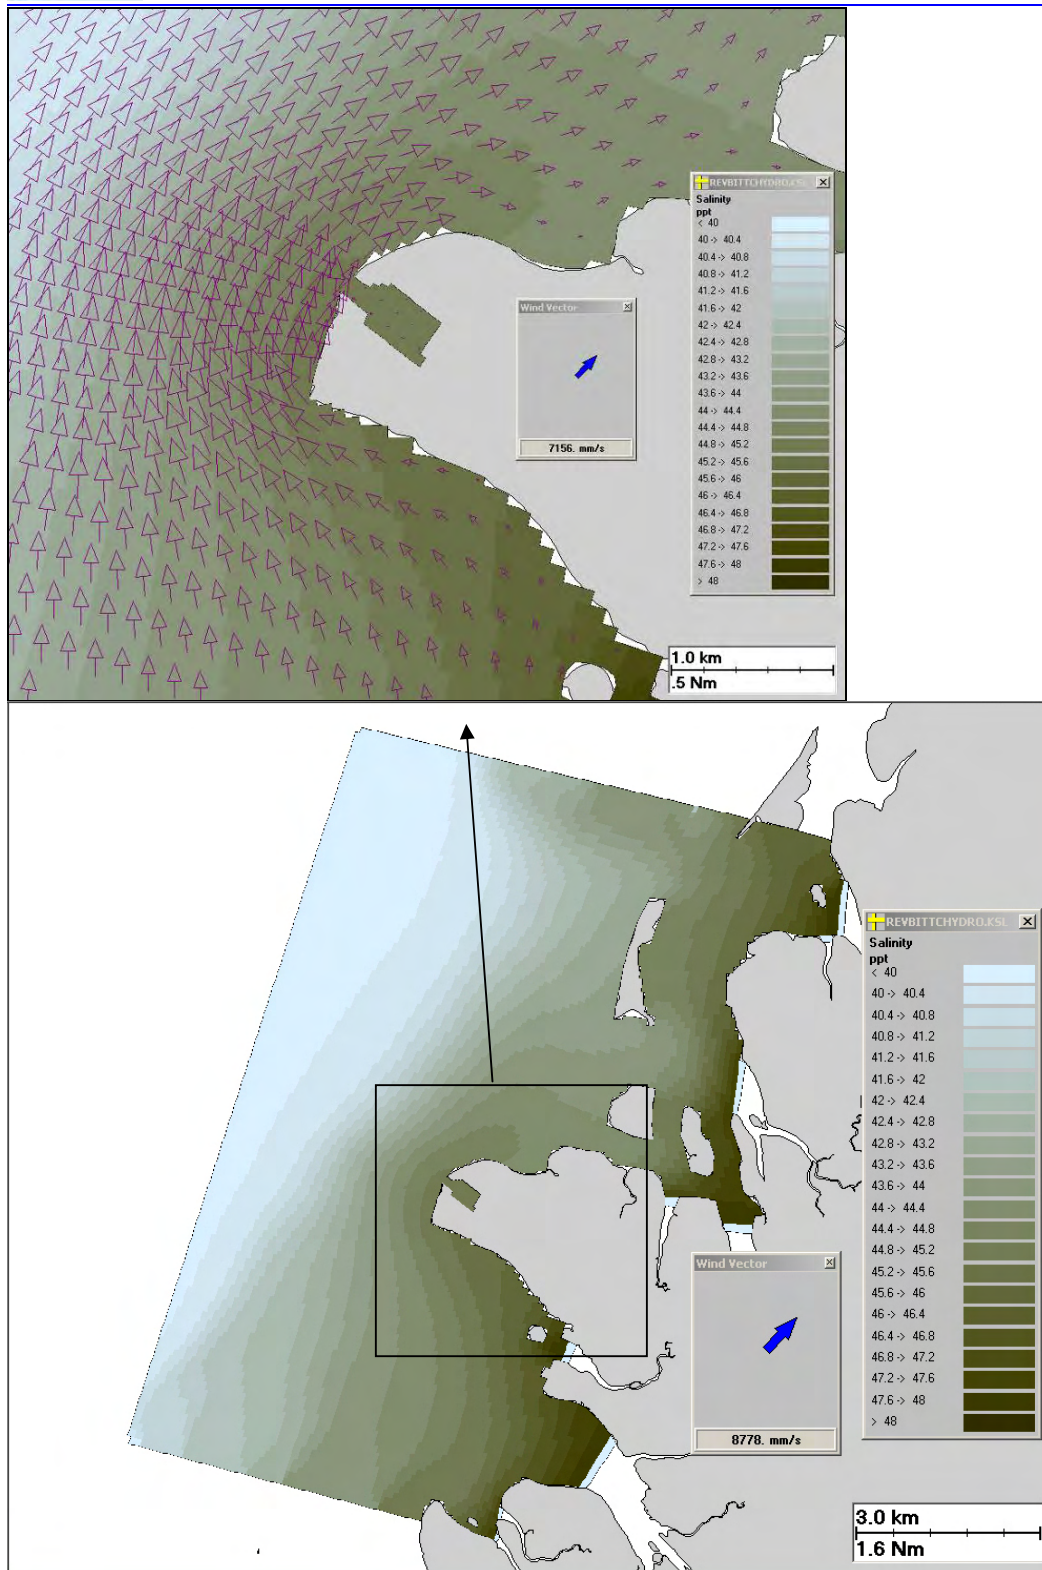 REVBITTCHYDRO.KSL
Salinity
ppt
< 40
40 -> 40.4
40.4 -> 40.8
40.8 -> 41.2
41.2 -> 41.6
41.6 -> 42
42 -> 42.4
42.4 -> 42.8
42.8 -> 43.2
43.2 -> 43.6
43.6 -> 44
44 -> 44.4
44.4 -> 44.8
44.8 -> 45.2
45.2 -> 45.6
45.6 -> 46
46 -> 46.4
46.4 -> 46.8
46.8 -> 47.2
47.2 -> 47.6
47.6 -> 48
> 48
Wind Vector
7156. mm/s
1.0 km
.5 Nm
REVBITTCHYDRO.KSL
Salinity
ppt
< 40
40 -> 40.4
40.4 -> 40.8
40.8 -> 41.2
41.2 -> 41.6
41.6 -> 42
42 -> 42.4
42.4 -> 42.8
42.8 -> 43.2
43.2 -> 43.6
43.6 -> 44
44 -> 44.4
44.4 -> 44.8
44.8 -> 45.2
45.2 -> 45.6
45.6 -> 46
46 -> 46.4
46.4 -> 46.8
46.8 -> 47.2
47.2 -> 47.6
47.6 -> 48
> 48
Wind Vector
8778. mm/s
3.0 km
1.6 Nm